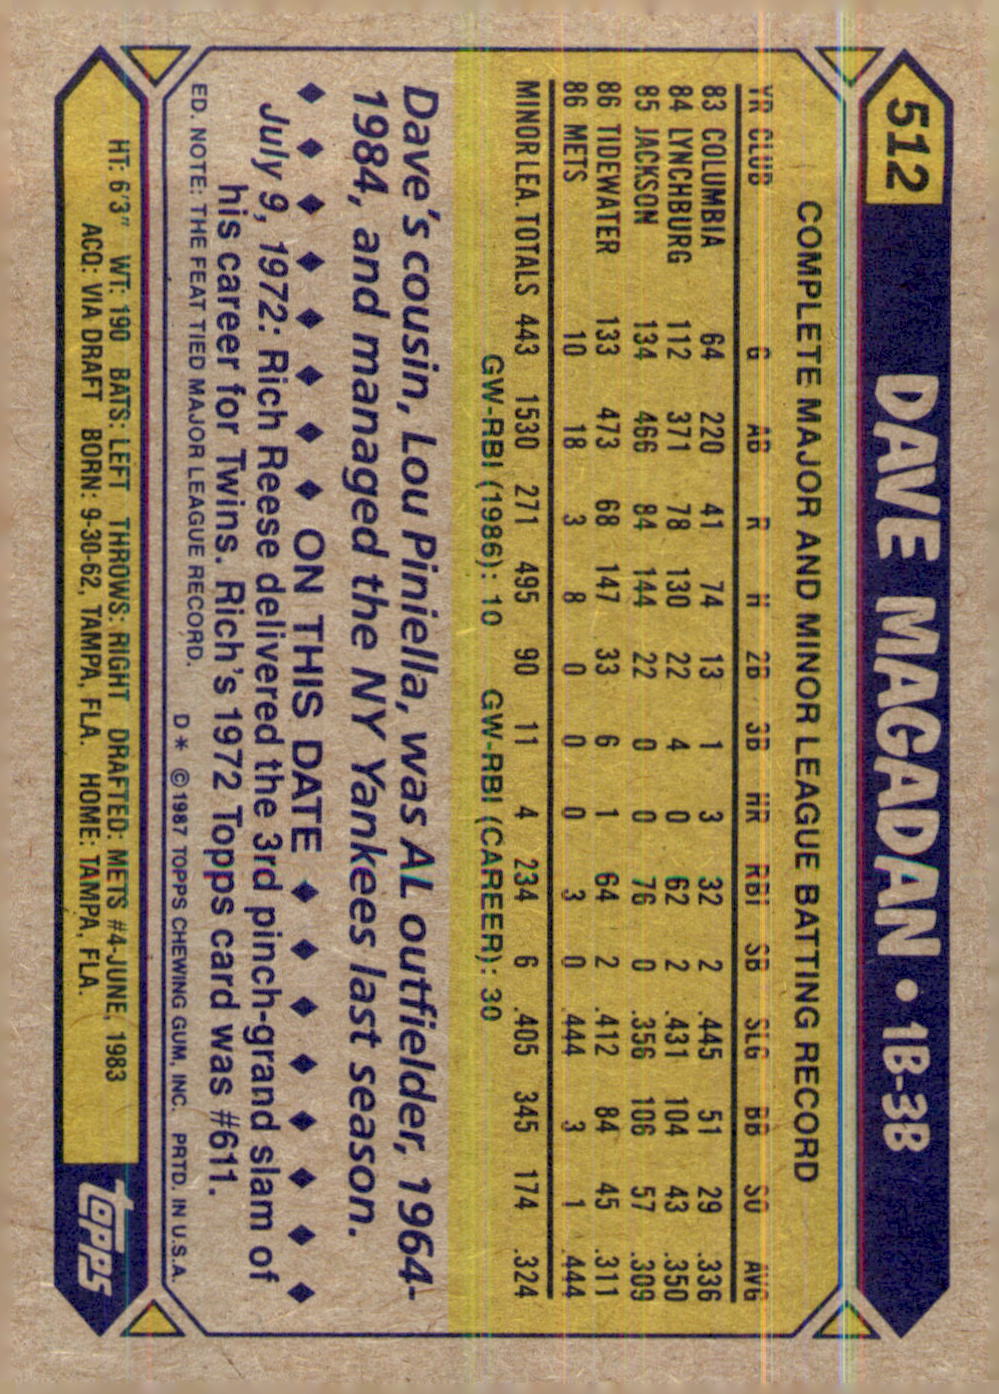 512 DAVE MAGADAN • 1B-3B
COMPLETE MAJOR AND MINOR LEAGUE BATTING RECORD
YR CLUB G AB R H 2B 3B HR RBI SB SLG BB SO AVG
83 COLUMBIA 64 220 41 74 13 1 3 32 2 .445 51 29 .336
84 LYNCHBURG 112 371 78 130 22 4 0 62 2 .431 104 43 .350
85 JACKSON 134 466 84 144 22 0 0 76 0 .356 106 57 .309
86 TIDEWATER 133 473 68 147 33 6 1 64 2 .412 84 45 .311
86 METS 10 18 3 8 0 0 0 3 0 .444 3 1 .444
MINOR LEA. TOTALS 443 1530 271 495 90 11 4 234 6 .405 345 174 .324
GW-RBI (1986): 10 GW-RBI (CAREER): 30
Dave's cousin, Lou Piniella, was AL outfielder, 1964-
1984, and managed the NY Yankees last season.
♦ ♦ ♦ ♦ ♦ ♦ ♦ ♦ ON THIS DATE ♦ ♦ ♦ ♦ ♦ ♦ ♦ ♦
July 9, 1972: Rich Reese delivered the 3rd pinch-grand slam of
his career for Twins. Rich's 1972 Topps card was #611.
ED. NOTE: THE FEAT TIED MAJOR LEAGUE RECORD.
D* © 1987 TOPPS CHEWING GUM, INC. PRTD. IN U.S.A.
HT: 6'3" WT: 190 BATS: LEFT THROWS: RIGHT DRAFTED: METS #4-JUNE, 1983
ACQ: VIA DRAFT BORN: 9-30-62, TAMPA, FLA. HOME: TAMPA, FLA.
TOPPS